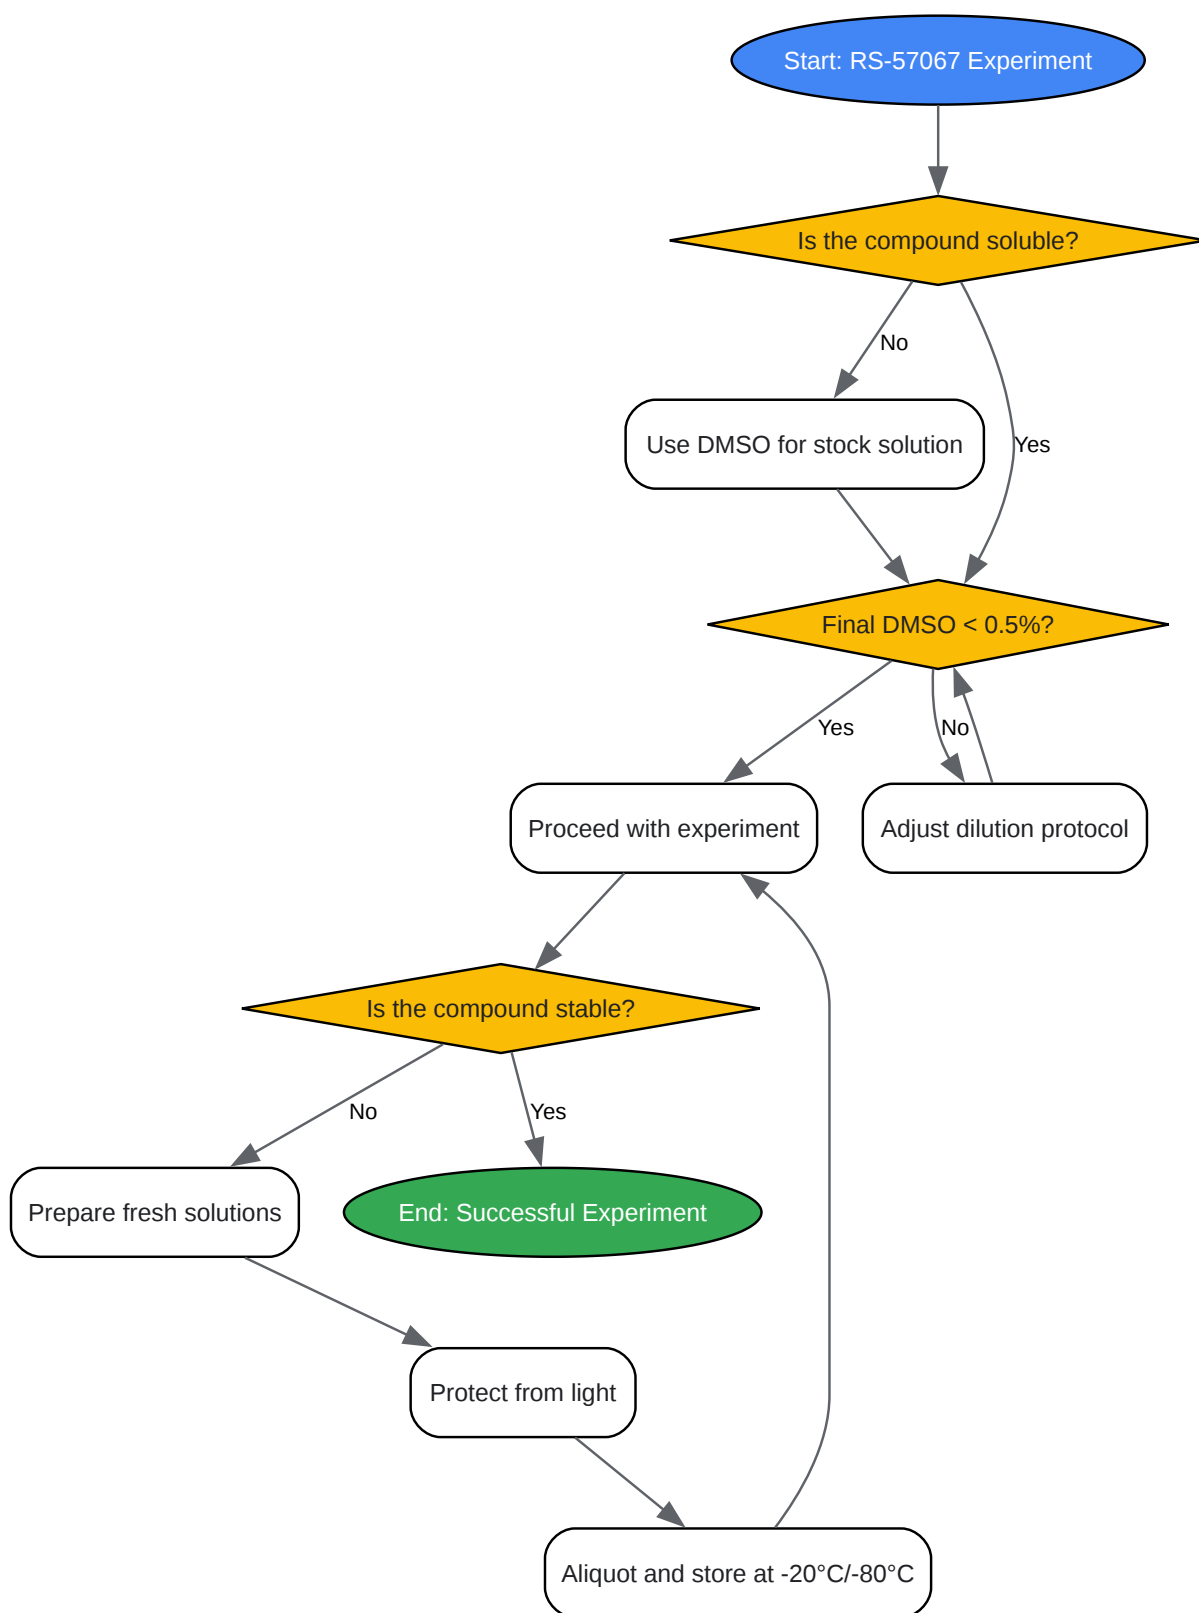 Start: RS-57067 Experiment
Is the compound soluble?
No
Use DMSO for stock solution
Yes
Final DMSO < 0.5%?
Yes
No
Proceed with experiment
Adjust dilution protocol
Is the compound stable?
No
Yes
Prepare fresh solutions
End: Successful Experiment
Protect from light
Aliquot and store at -20°C/-80°C